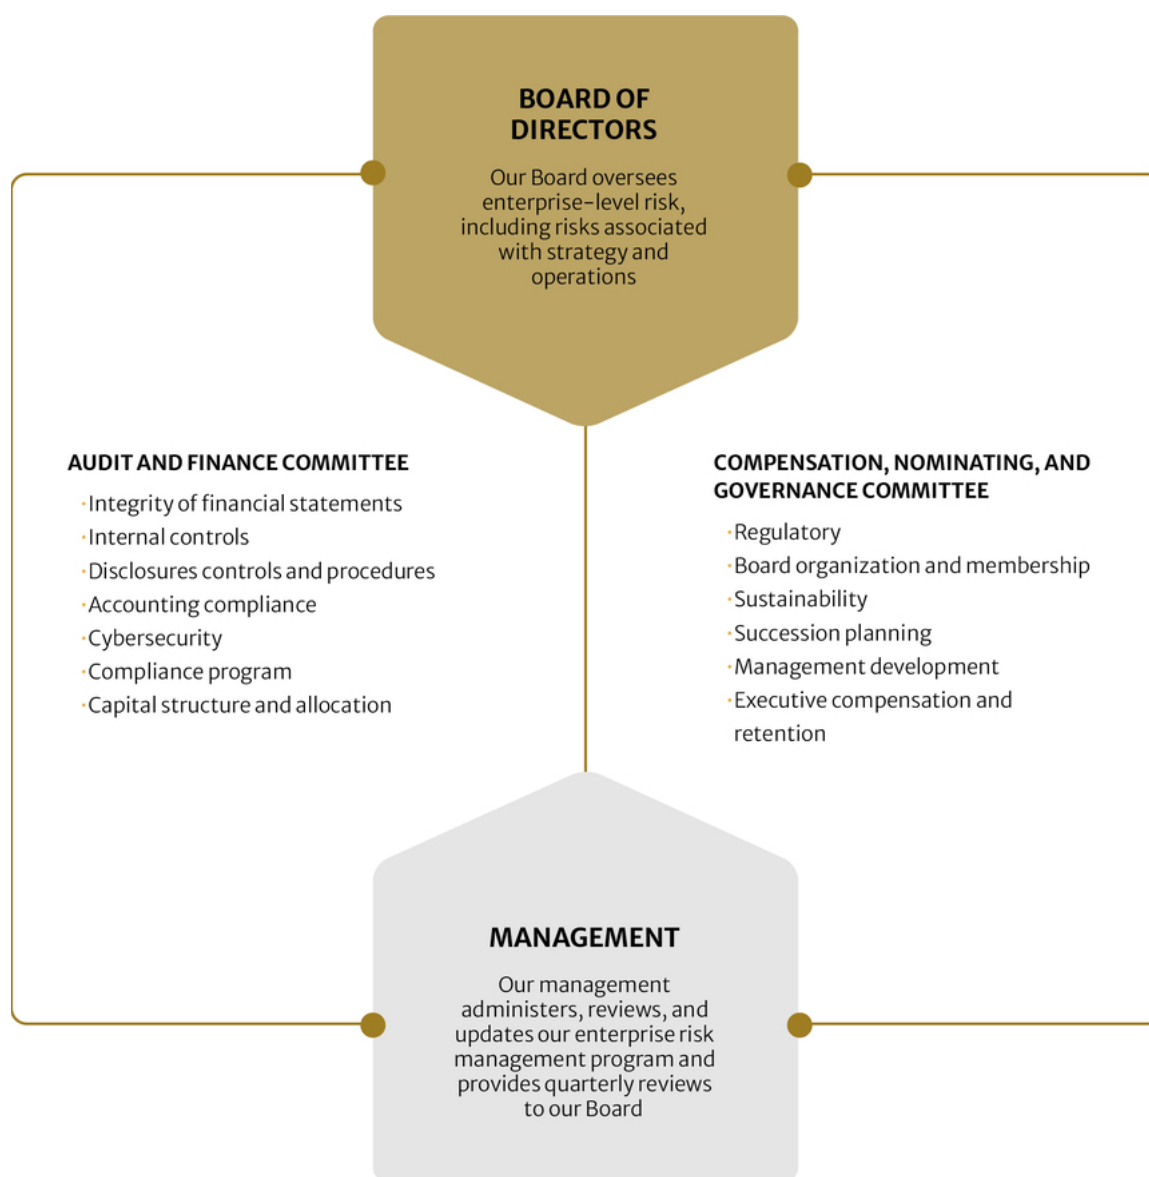 BOARD OF
DIRECTORS
Our Board oversees
enterprise-level risk,
including risks associated
with strategy and
operations
AUDIT AND FINANCE COMMITTEE
·Integrity of financial statements
·Internal controls
·Disclosures controls and procedures
·Accounting compliance
·Cybersecurity
·Compliance program
·Capital structure and allocation
COMPENSATION, NOMINATING, AND
GOVERNANCE COMMITTEE
·Regulatory
·Board organization and membership
·Sustainability
·Succession planning
·Management development
·Executive compensation and
retention
MANAGEMENT
Our management
administers, reviews, and
updates our enterprise risk
management program and
provides quarterly reviews
to our Board